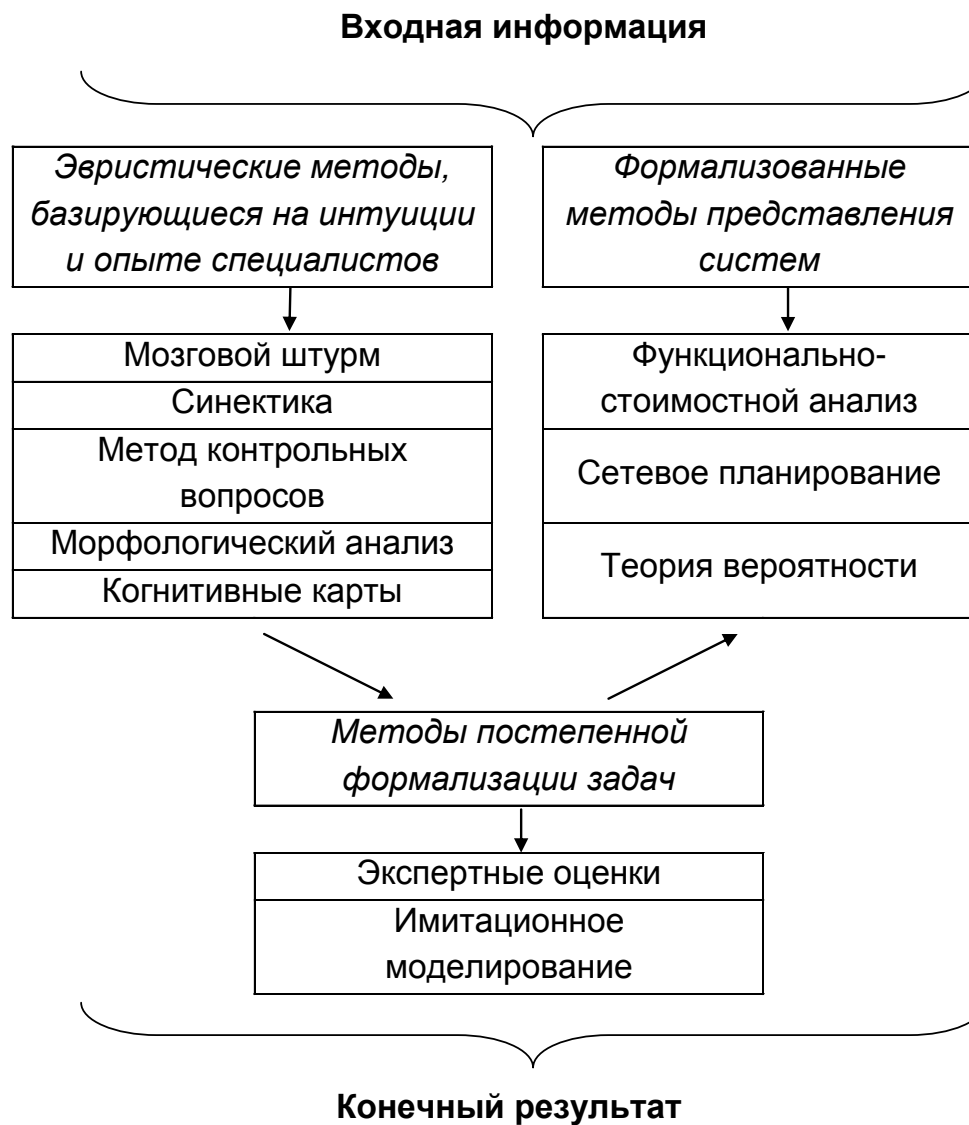 Входная информация
Эвристические методы,
базирующиеся на интуиции
и опыте специалистов
Формализованные
методы представления
систем
Мозговой штурм
Синектика
Метод контрольных
вопросов
Морфологический анализ
Когнитивные карты
Функционально-
стоимостной анализ
Сетевое планирование
Теория вероятности
Методы постепенной
формализации задач
Экспертные оценки
Имитационное
моделирование
Конечный результат